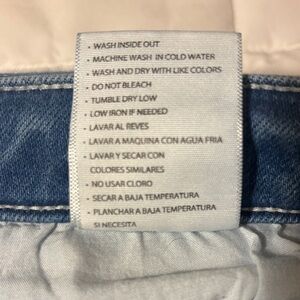 • WASH INSIDE OUT
• MACHINE WASH IN COLD WATER
• WASH AND DRY WITH LIKE COLORS
• DO NOT BLEACH
• TUMBLE DRY LOW
• LOW IRON IF NEEDED
• LAVAR AL REVES
• LAVAR A MAQUINA CON AGUA FRIA
• LAVAR Y SECAR CON
COLORES SIMILARES
• NO USAR CLORO
• SECAR A BAJA TEMPERATURA
• PLANCHAR A BAJA TEMPERATURA
SI NECESITA